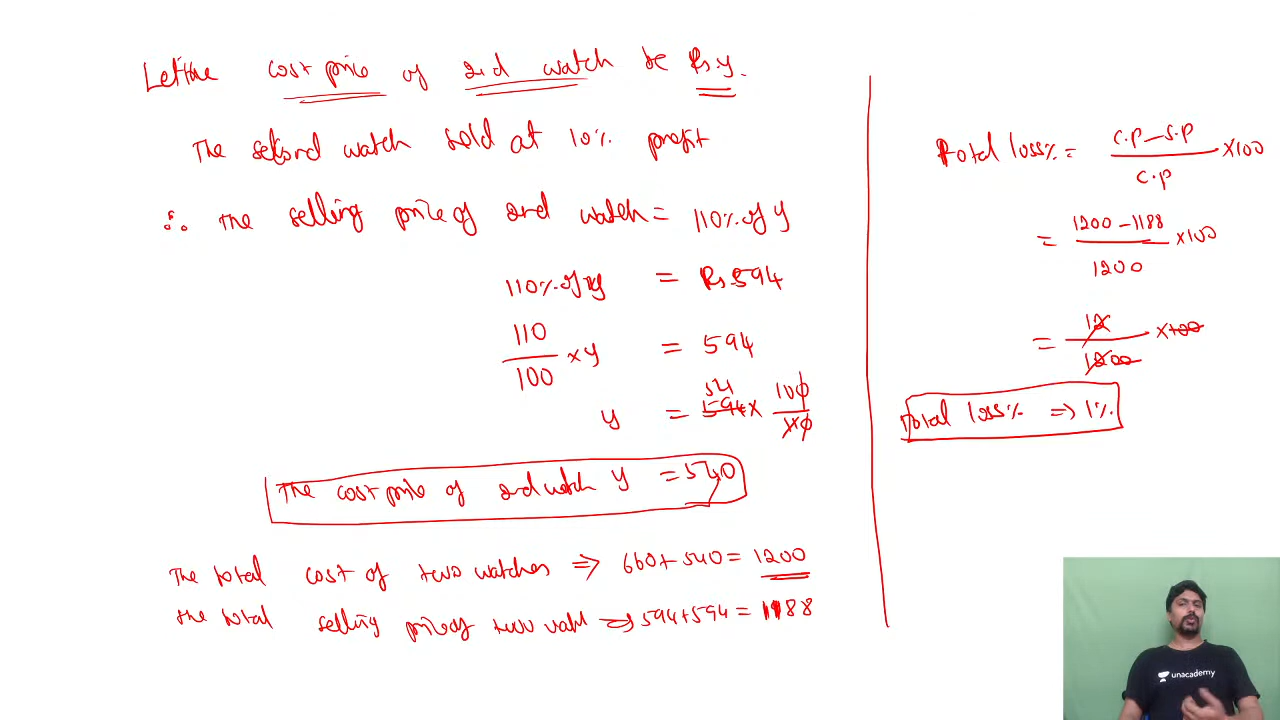 Let the cost price of 2nd watch be Rs.y.
The second watch sold at 10% profit
∴ the selling price of 2nd watch = 110% of y
110% of y = Rs.594
110/100 × y = 594
54
y = 594 × 100/110
The cost price of 2nd watch y = 540
The total cost of two watches ⇒ 660+540 = 1200
the total selling price of two ⇒ 594+594 = 1188
total loss% = C.P-S.P/C.P ×100
= 1200-1188/1200 ×100
= 12/1200 ×100
total loss% ⇒ 1%
unacademy